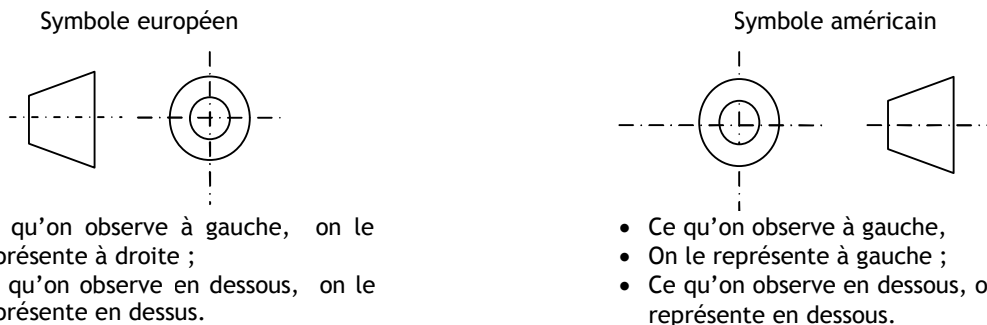 Symbole européen
Symbole américain
qu’on observe à gauche, on le
présente à droite ;
qu’on observe en dessous, on le
présente en dessus.
• Ce qu’on observe à gauche,
• On le représente à gauche ;
• Ce qu’on observe en dessous, o
représente en dessous.